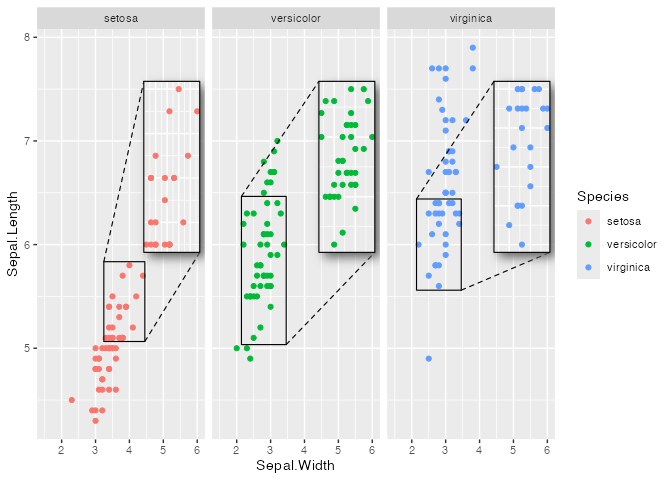 setosa versicolor virginica
8
7
6
5
Sepal.Length
2 3 4 5 6 2 3 4 5 6 2 3 4 5 6
Sepal.Width
Species
setosa
versicolor
virginica